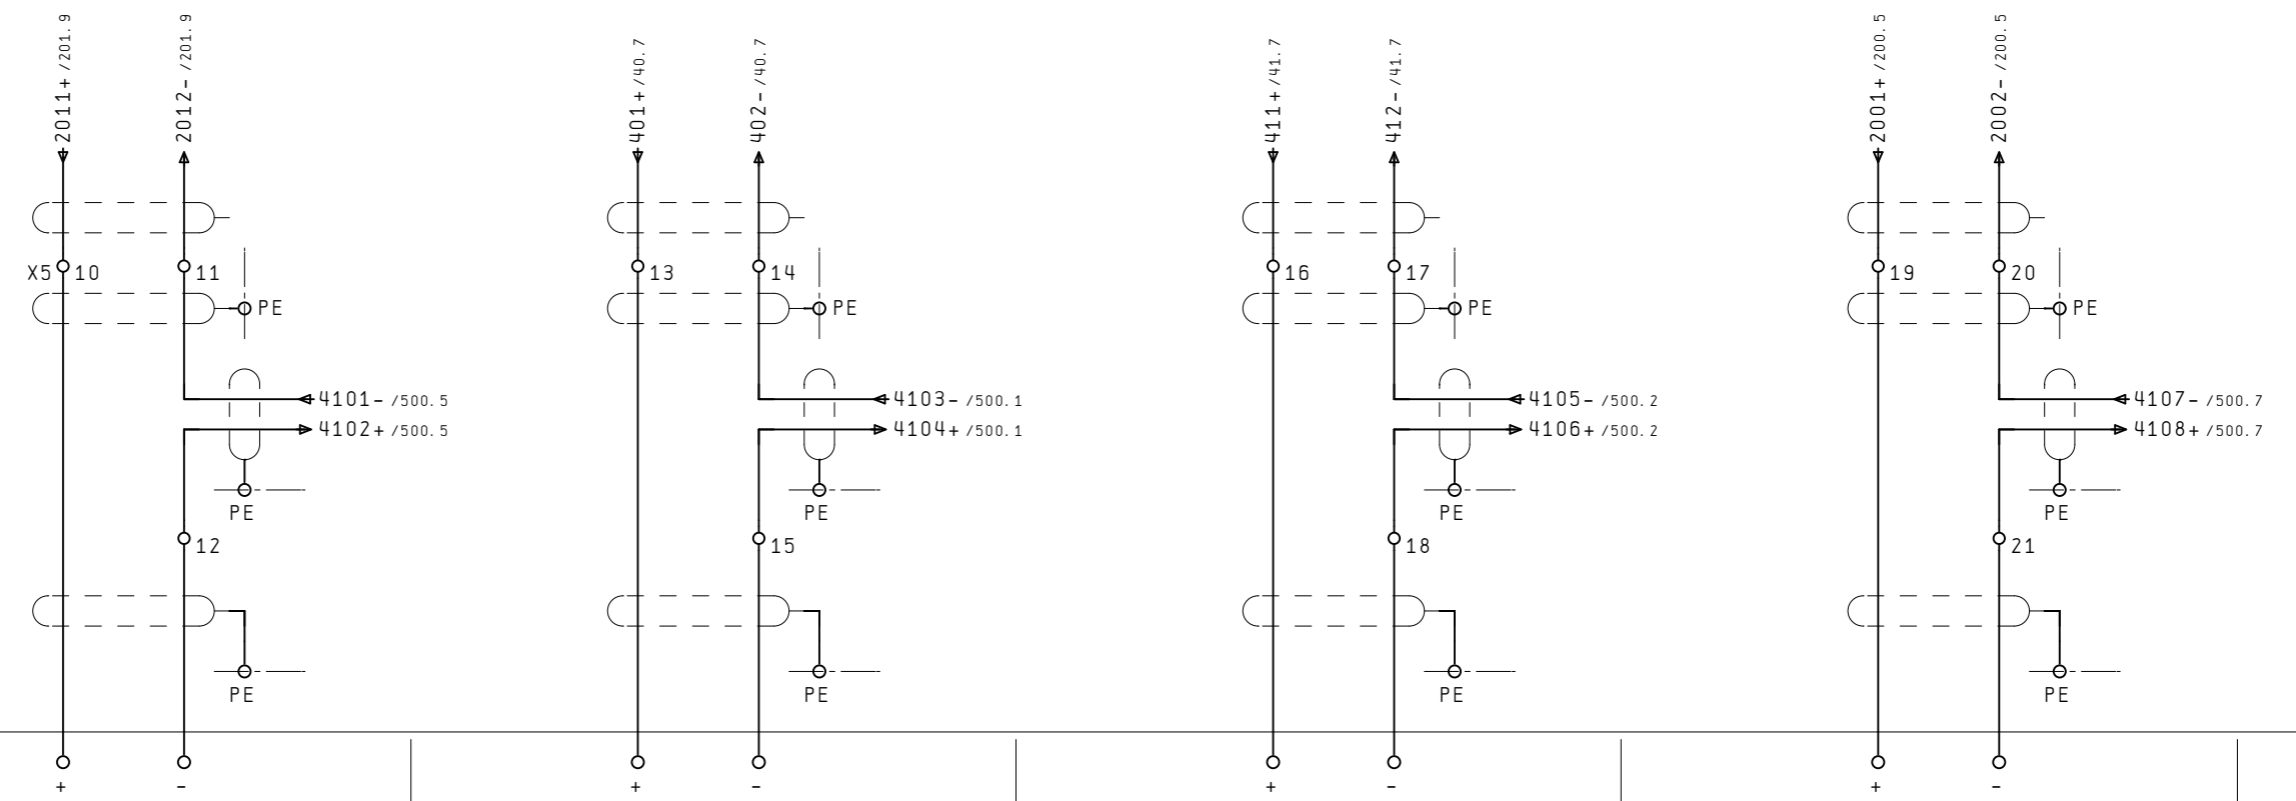 2011+ /201.9
2012- /201.9
401+ /40.7
402- /40.7
411+ /41.7
412- /41.7
2001+ /200.5
2002- /200.5
X5 10 11 13 14 16 17 19 20
PE PE PE PE
4101- /500.5 4103- /500.1 4105- /500.2 4107- /500.7
4102+ /500.5 4104+ /500.1 4106+ /500.2 4108+ /500.7
PE PE PE PE
12 15 18 21
PE PE PE PE
+ - + - + - + -